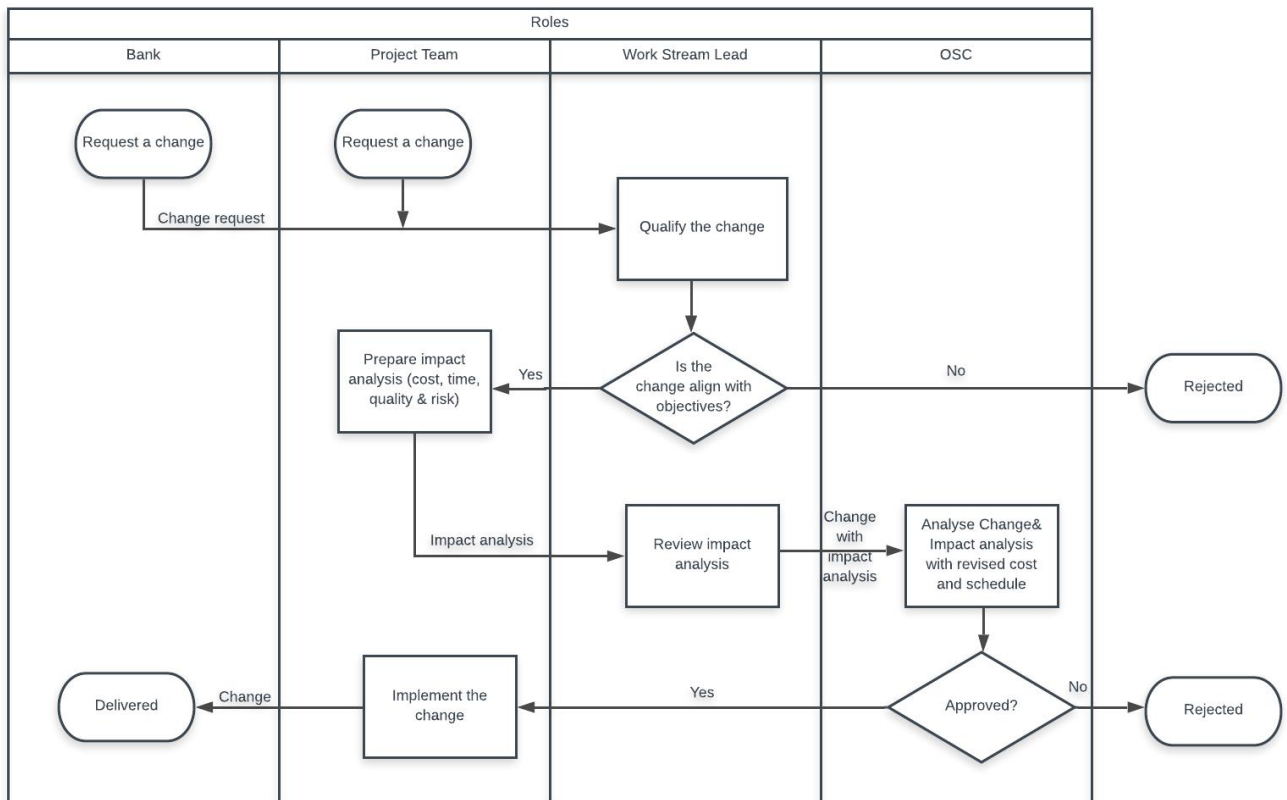 Roles
Bank
Project Team
Work Stream Lead
OSC
Request a change
Request a change
Change request
Qualify the change
Is the
change align with
objectives?
Yes
No
Rejected
Prepare impact
analysis (cost, time,
quality & risk)
Impact analysis
Review impact
analysis
Change
with
impact
analysis
Analyse Change&
Impact analysis
with revised cost
and schedule
Approved?
No
Rejected
Yes
Implement the
change
Change
Delivered